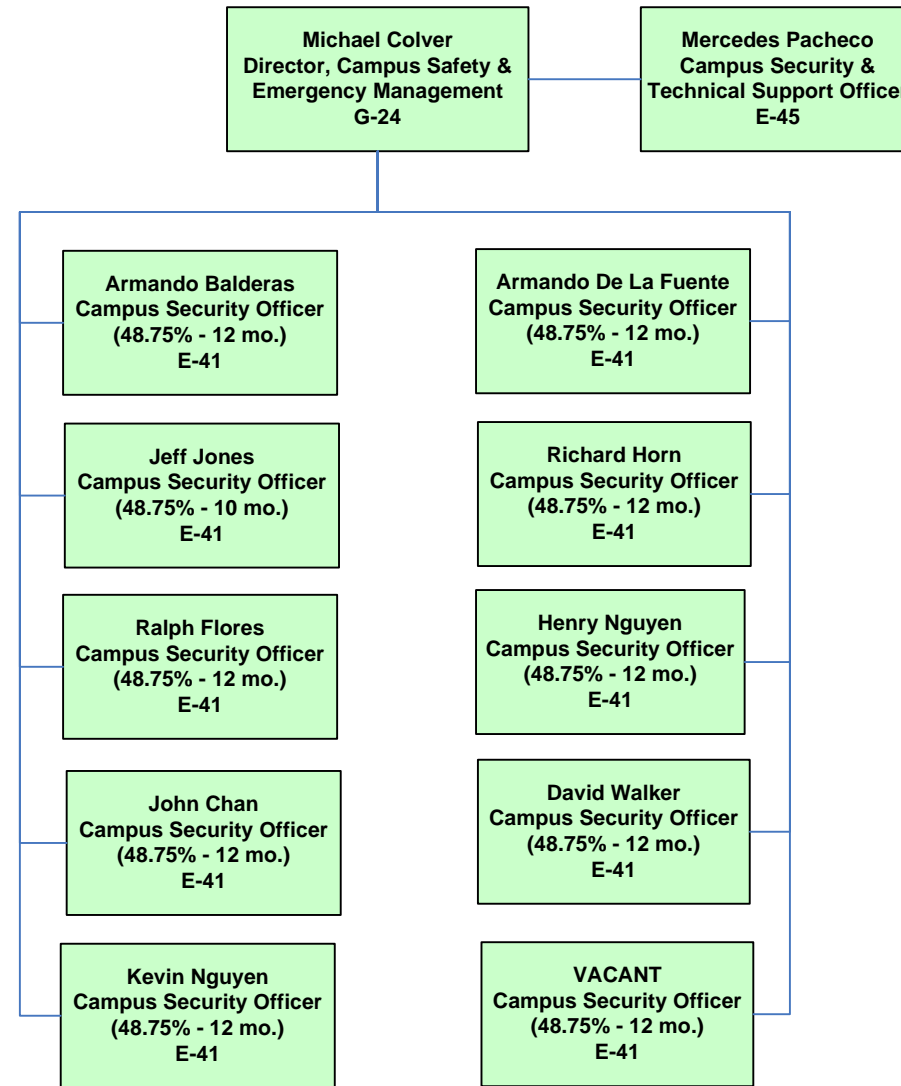 Michael Colver
Director, Campus Safety &
Emergency Management
G-24
Mercedes Pacheco
Campus Security &
Technical Support Officer
E-45
Armando Balderas
Campus Security Officer
(48.75% - 12 mo.)
E-41
Armando De La Fuente
Campus Security Officer
(48.75% - 12 mo.)
E-41
Jeff Jones
Campus Security Officer
(48.75% - 10 mo.)
E-41
Richard Horn
Campus Security Officer
(48.75% - 12 mo.)
E-41
Ralph Flores
Campus Security Officer
(48.75% - 12 mo.)
E-41
Henry Nguyen
Campus Security Officer
(48.75% - 12 mo.)
E-41
John Chan
Campus Security Officer
(48.75% - 12 mo.)
E-41
David Walker
Campus Security Officer
(48.75% - 12 mo.)
E-41
Kevin Nguyen
Campus Security Officer
(48.75% - 12 mo.)
E-41
VACANT
Campus Security Officer
(48.75% - 12 mo.)
E-41